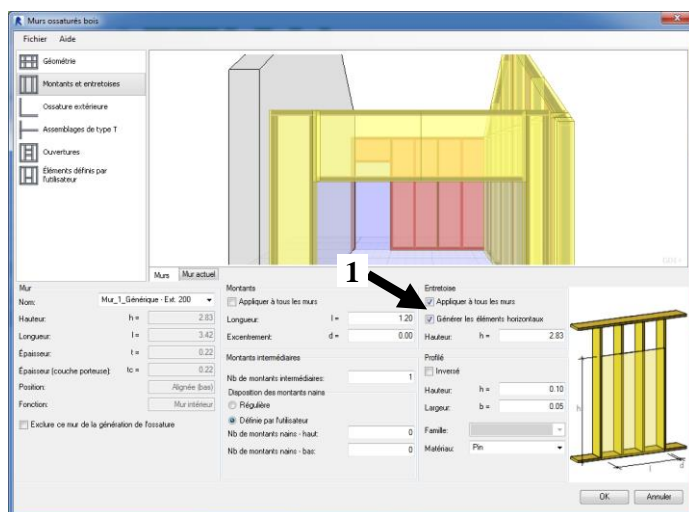 Murs ossaturés bois
Fichier Aide
Géométrie
Montants et entretoises
Ossature extérieure
Assemblages de type T
Ouvertures
Éléments définis par
l'utilisateur
Murs Mur actuel
1
Mur
Nom: Mur_1_Générique - Ext. 200
Hauteur: h = 2.83
Longueur: l = 3.42
Épaisseur: t = 0.22
Épaisseur (couche porteuse): tc = 0.22
Position: Alignée (bas)
Fonction: Mur intérieur
Exclure ce mur de la génération de l'ossature
Montants
Appliquer à tous les murs
Longueur: l = 1.20
Excentrement: d = 0.00
Montants intermédiaires
Nb de montants intermédiaires: 1
Disposition des montants nains
Régulière
Définie par l'utilisateur
Nb de montants nains - haut: 0
Nb de montants nains - bas: 0
Entretoise
Appliquer à tous les murs
Générer les éléments horizontaux
Hauteur: h = 2.83
Profilé
Inversé
Hauteur: h = 0.10
Largeur: b = 0.05
Famille:
Matériau: Pin
h
l
d
OK Annuler